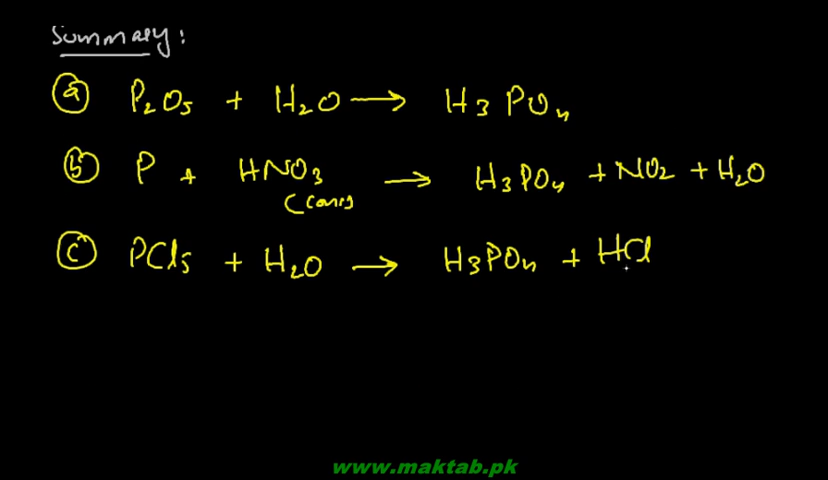 Summary:
(a) P2O5 + H2O → H3PO4
(b) P + HNO3 → H3PO4 + NO2 + H2O
(conc)
(c) PCl5 + H2O → H3PO4 + HCl
www.maktab.pk